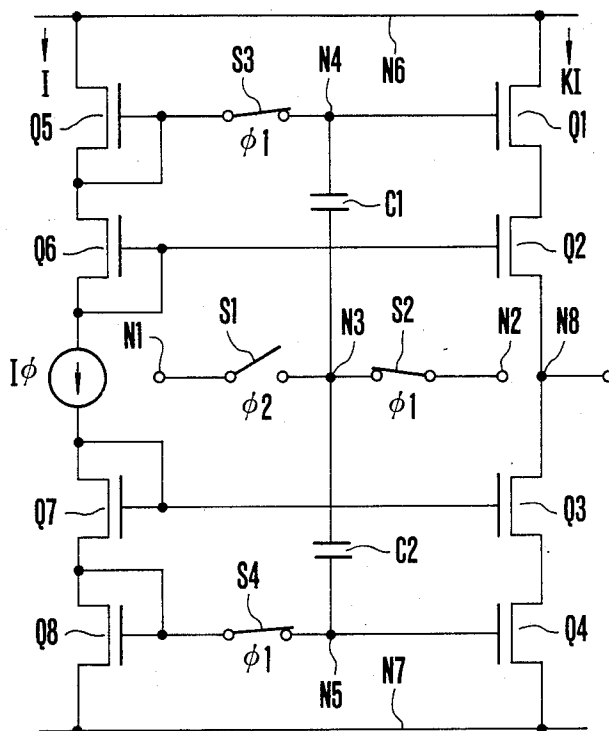 I S3 N4 N6 KI
Q5 φ1 Q1
C1
Q6 Q2
N1 S1 N3 S2 N2 N8
Iφ φ2 φ1
Q7 Q3
C2
S4
Q8 φ1 Q4
N5 N7